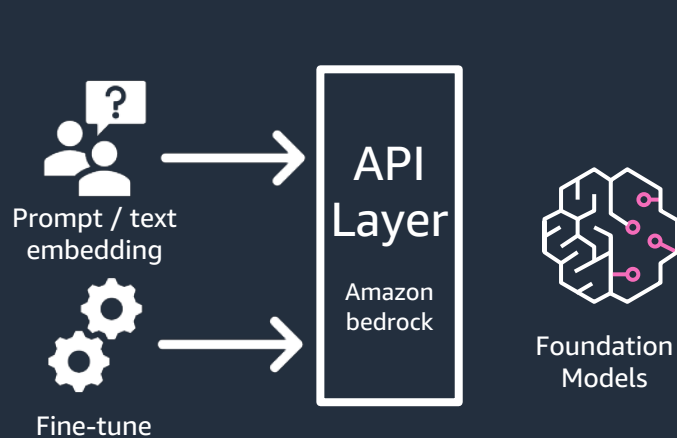 ?
Prompt / text
embedding
Fine-tune
API
Layer
Amazon
bedrock
Foundation
Models